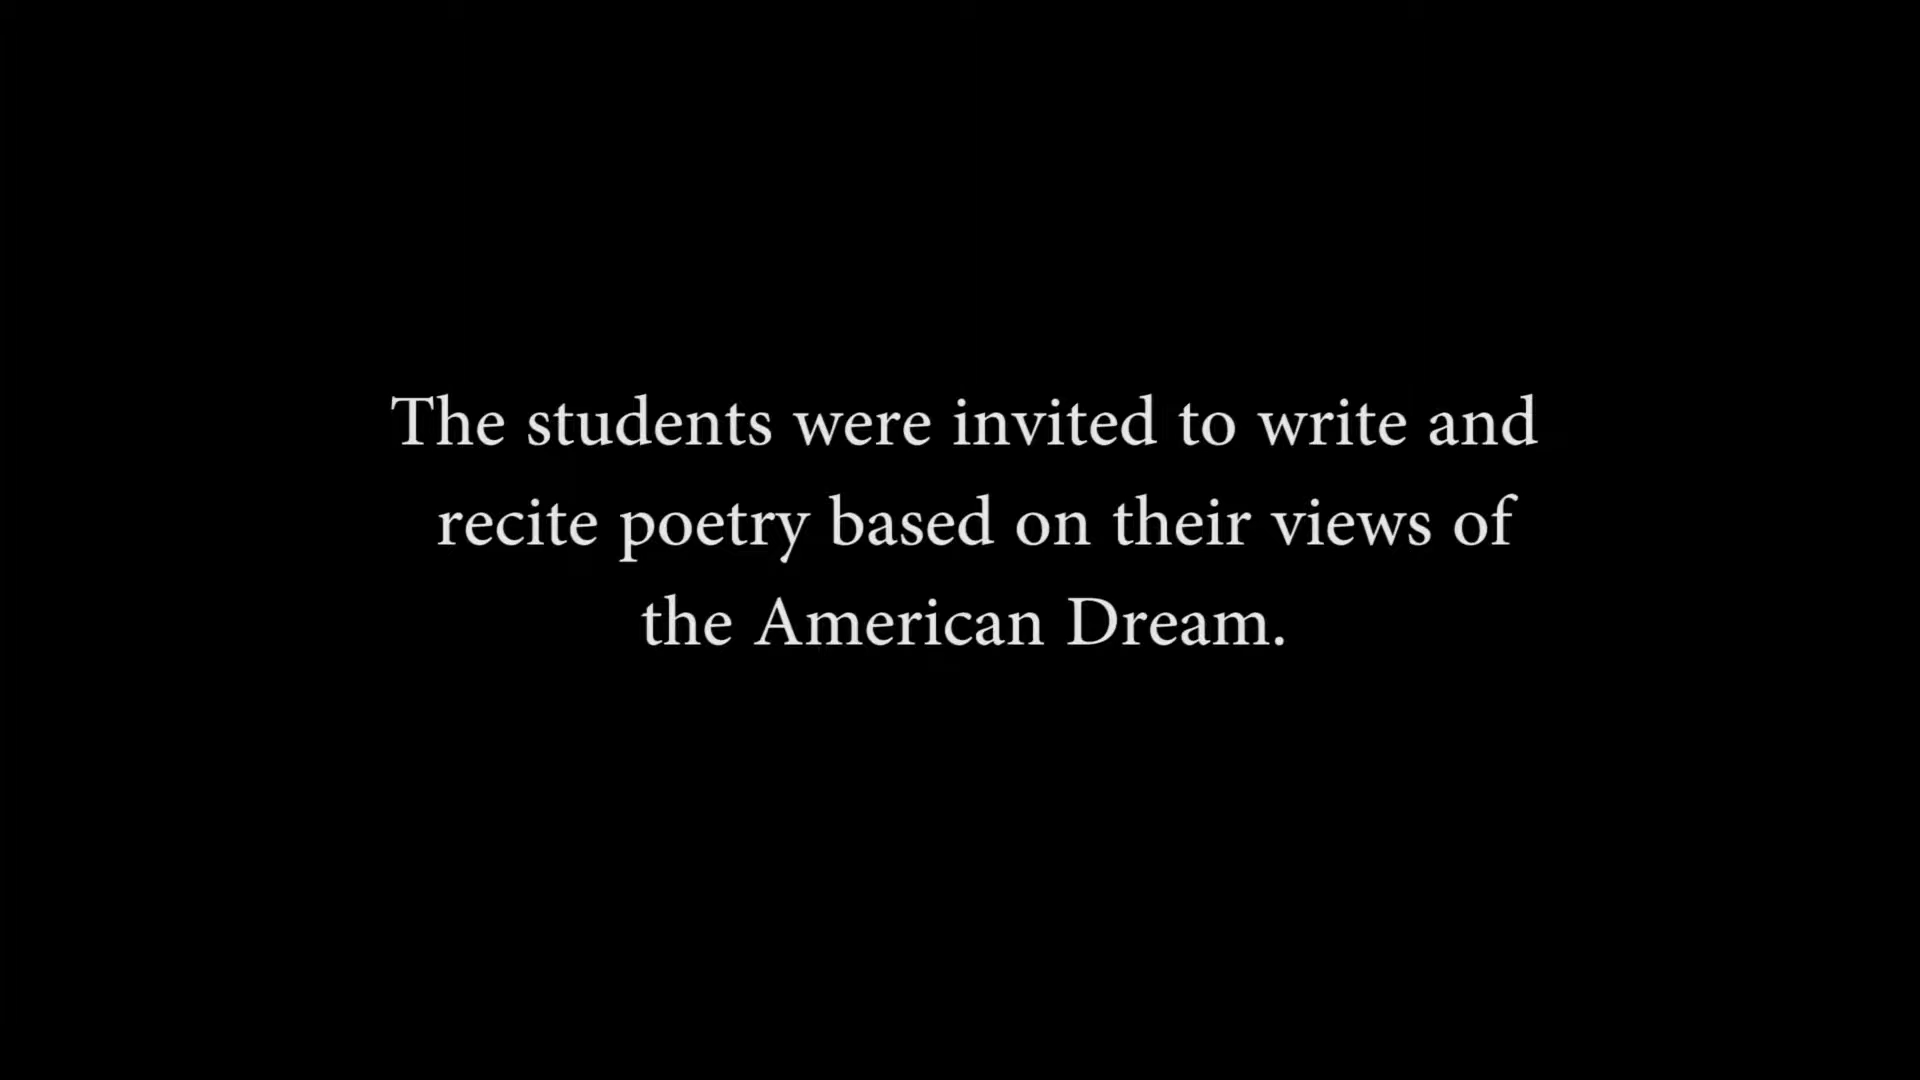 The students were invited to write and
recite poetry based on their views of
the American Dream.